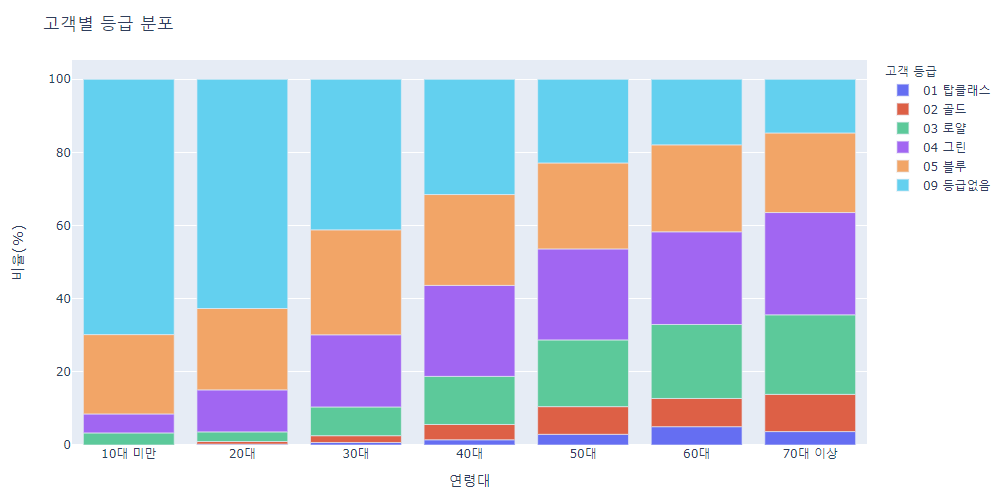 고객별 등급 분포
고객 등급
01 탑클래스
02 골드
03 로얄
04 그린
05 블루
09 등급없음
비율(%)
100
80
60
40
20
0
10대 미만 20대 30대 40대 50대 60대 70대 이상
연령대